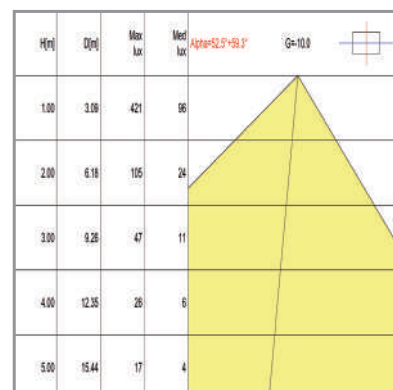 H[m] D[m] Max lux Med lux Alpha=52.5°+59.3° G=-10.0
1.00 3.09 421 96
2.00 6.18 105 24
3.00 9.26 47 11
4.00 12.35 26 6
5.00 15.44 17 4